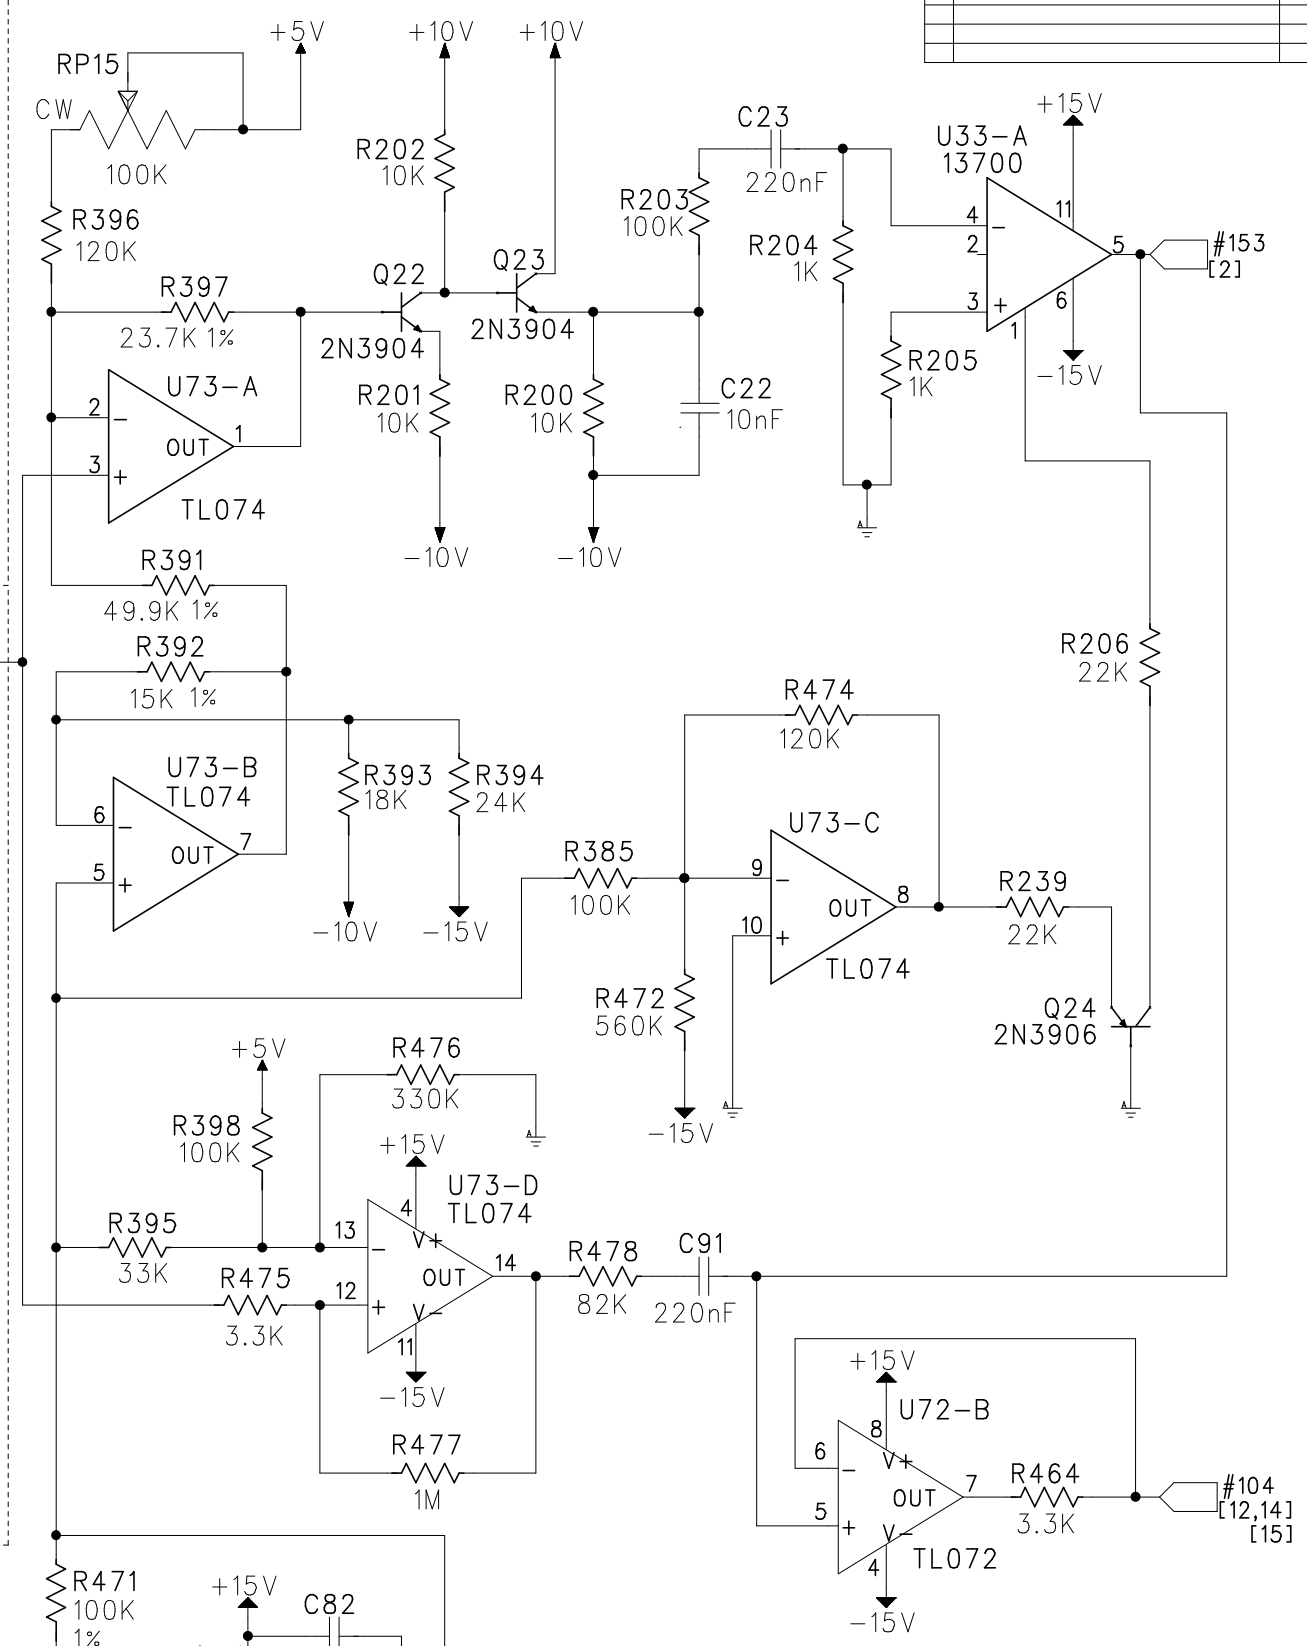 +5V
+10V
+10V
RP15
CW
100K
R396
120K
R397
23.7K 1%
U73-A
2
3
1
OUT
TL074
R202
10K
Q22
2N3904
Q23
2N3904
R201
10K
-10V
R200
10K
-10V
C22
10nF
R203
100K
C23
220nF
R204
1K
R205
1K
A
+15V
U33-A
13700
4
2
3
1
11
6
5
-15V
#153
[2]
R391
49.9K 1%
R392
15K 1%
U73-B
TL074
6
5
7
OUT
R393
18K
-10V
R394
24K
-15V
R206
22K
R474
120K
U73-C
9
10
8
OUT
TL074
R385
100K
R472
560K
-15V
A
R239
22K
Q24
2N3906
A
+5V
R398
100K
R476
330K
A
+15V
U73-D
TL074
4
13
12
11
14
V+
OUT
V-
-15V
R395
33K
R475
3.3K
R477
1M
R478
82K
C91
220nF
+15V
U72-B
8
6
5
4
7
V+
OUT
V-
TL072
-15V
R464
3.3K
#104
[12,14]
[15]
R471
100K
1%
+15V
C82